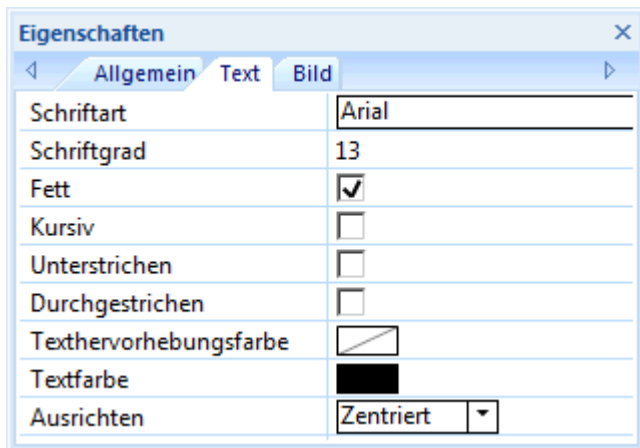 Eigenschaften
Allgemein Text Bild
Schriftart Arial
Schriftgrad 13
Fett
Kursiv
Unterstrichen
Durchgestrichen
Texthervorhebungsfarbe
Textfarbe
Ausrichten Zentriert